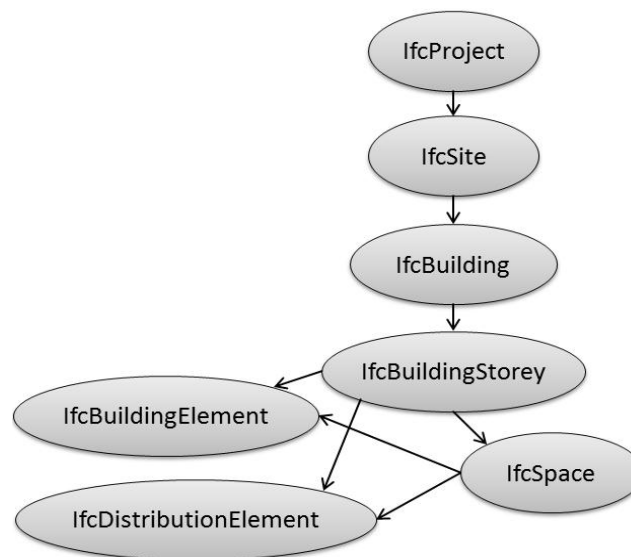 IfcProject
IfcSite
IfcBuilding
IfcBuildingStorey
IfcBuildingElement
IfcSpace
IfcDistributionElement